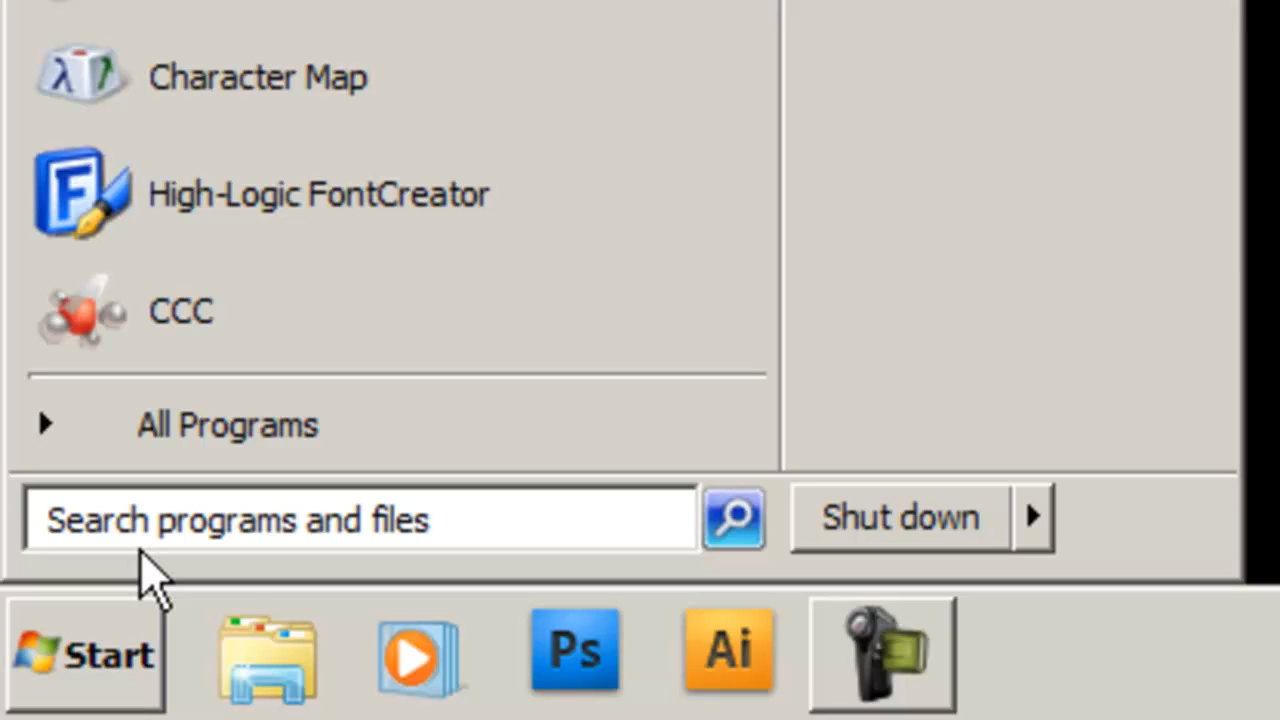 Character Map
High-Logic FontCreator
CCC
All Programs
Search programs and files
Shut down
Start
Ps
Ai